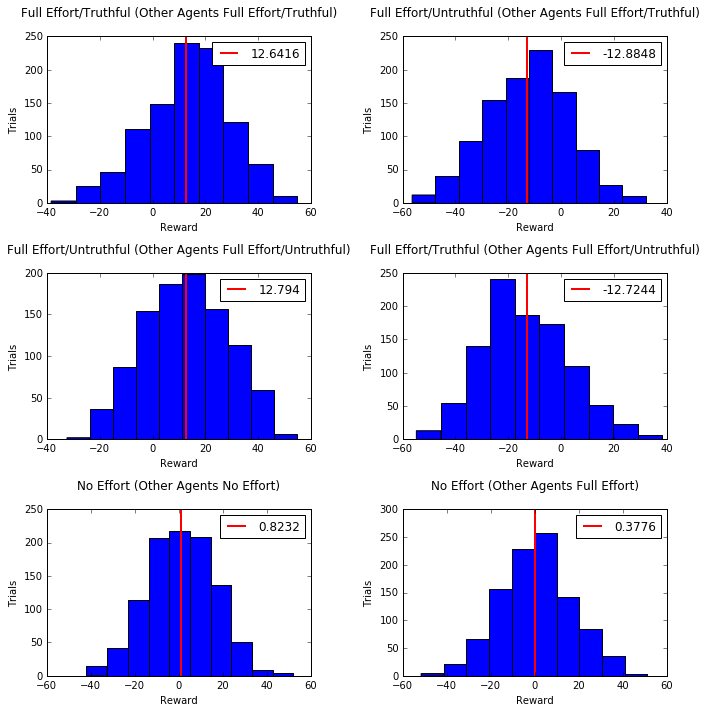 Full Effort/Truthful (Other Agents Full Effort/Truthful)
250
200
150
100
50
0
Trials
12.6416
−40 −20 0 20 40 60
Reward
Full Effort/Untruthful (Other Agents Full Effort/Truthful)
250
200
150
100
50
0
Trials
-12.8848
−60 −40 −20 0 20 40
Reward
Full Effort/Untruthful (Other Agents Full Effort/Untruthful)
200
150
100
50
0
Trials
12.794
−60 −40 −20 0 20 40 60
Reward
Full Effort/Truthful (Other Agents Full Effort/Untruthful)
250
200
150
100
50
0
Trials
-12.7244
−60 −40 −20 0 20 40
Reward
No Effort (Other Agents No Effort)
250
200
150
100
50
0
Trials
0.8232
−60 −40 −20 0 20 40 60
Reward
No Effort (Other Agents Full Effort)
300
250
200
150
100
50
0
Trials
0.3776
−60 −40 −20 0 20 40 60
Reward